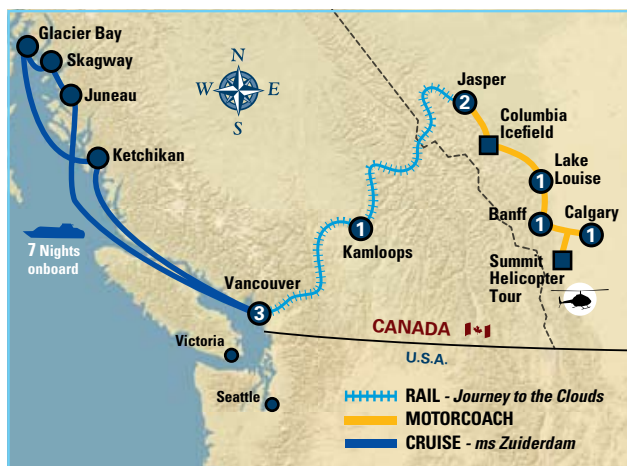 Glacier Bay
Skagway
Juneau
Ketchikan
N
W E
S
Jasper
2
Columbia
Icefield
Lake
Louise
1
Banff
1
Calgary
1
Summit
Helicopter
Tour
1
Kamloops
7 Nights
onboard
Vancouver
3
Victoria
Seattle
CANADA
U.S.A.
RAIL - Journey to the Clouds
MOTORCOACH
CRUISE - ms Zuiderdam